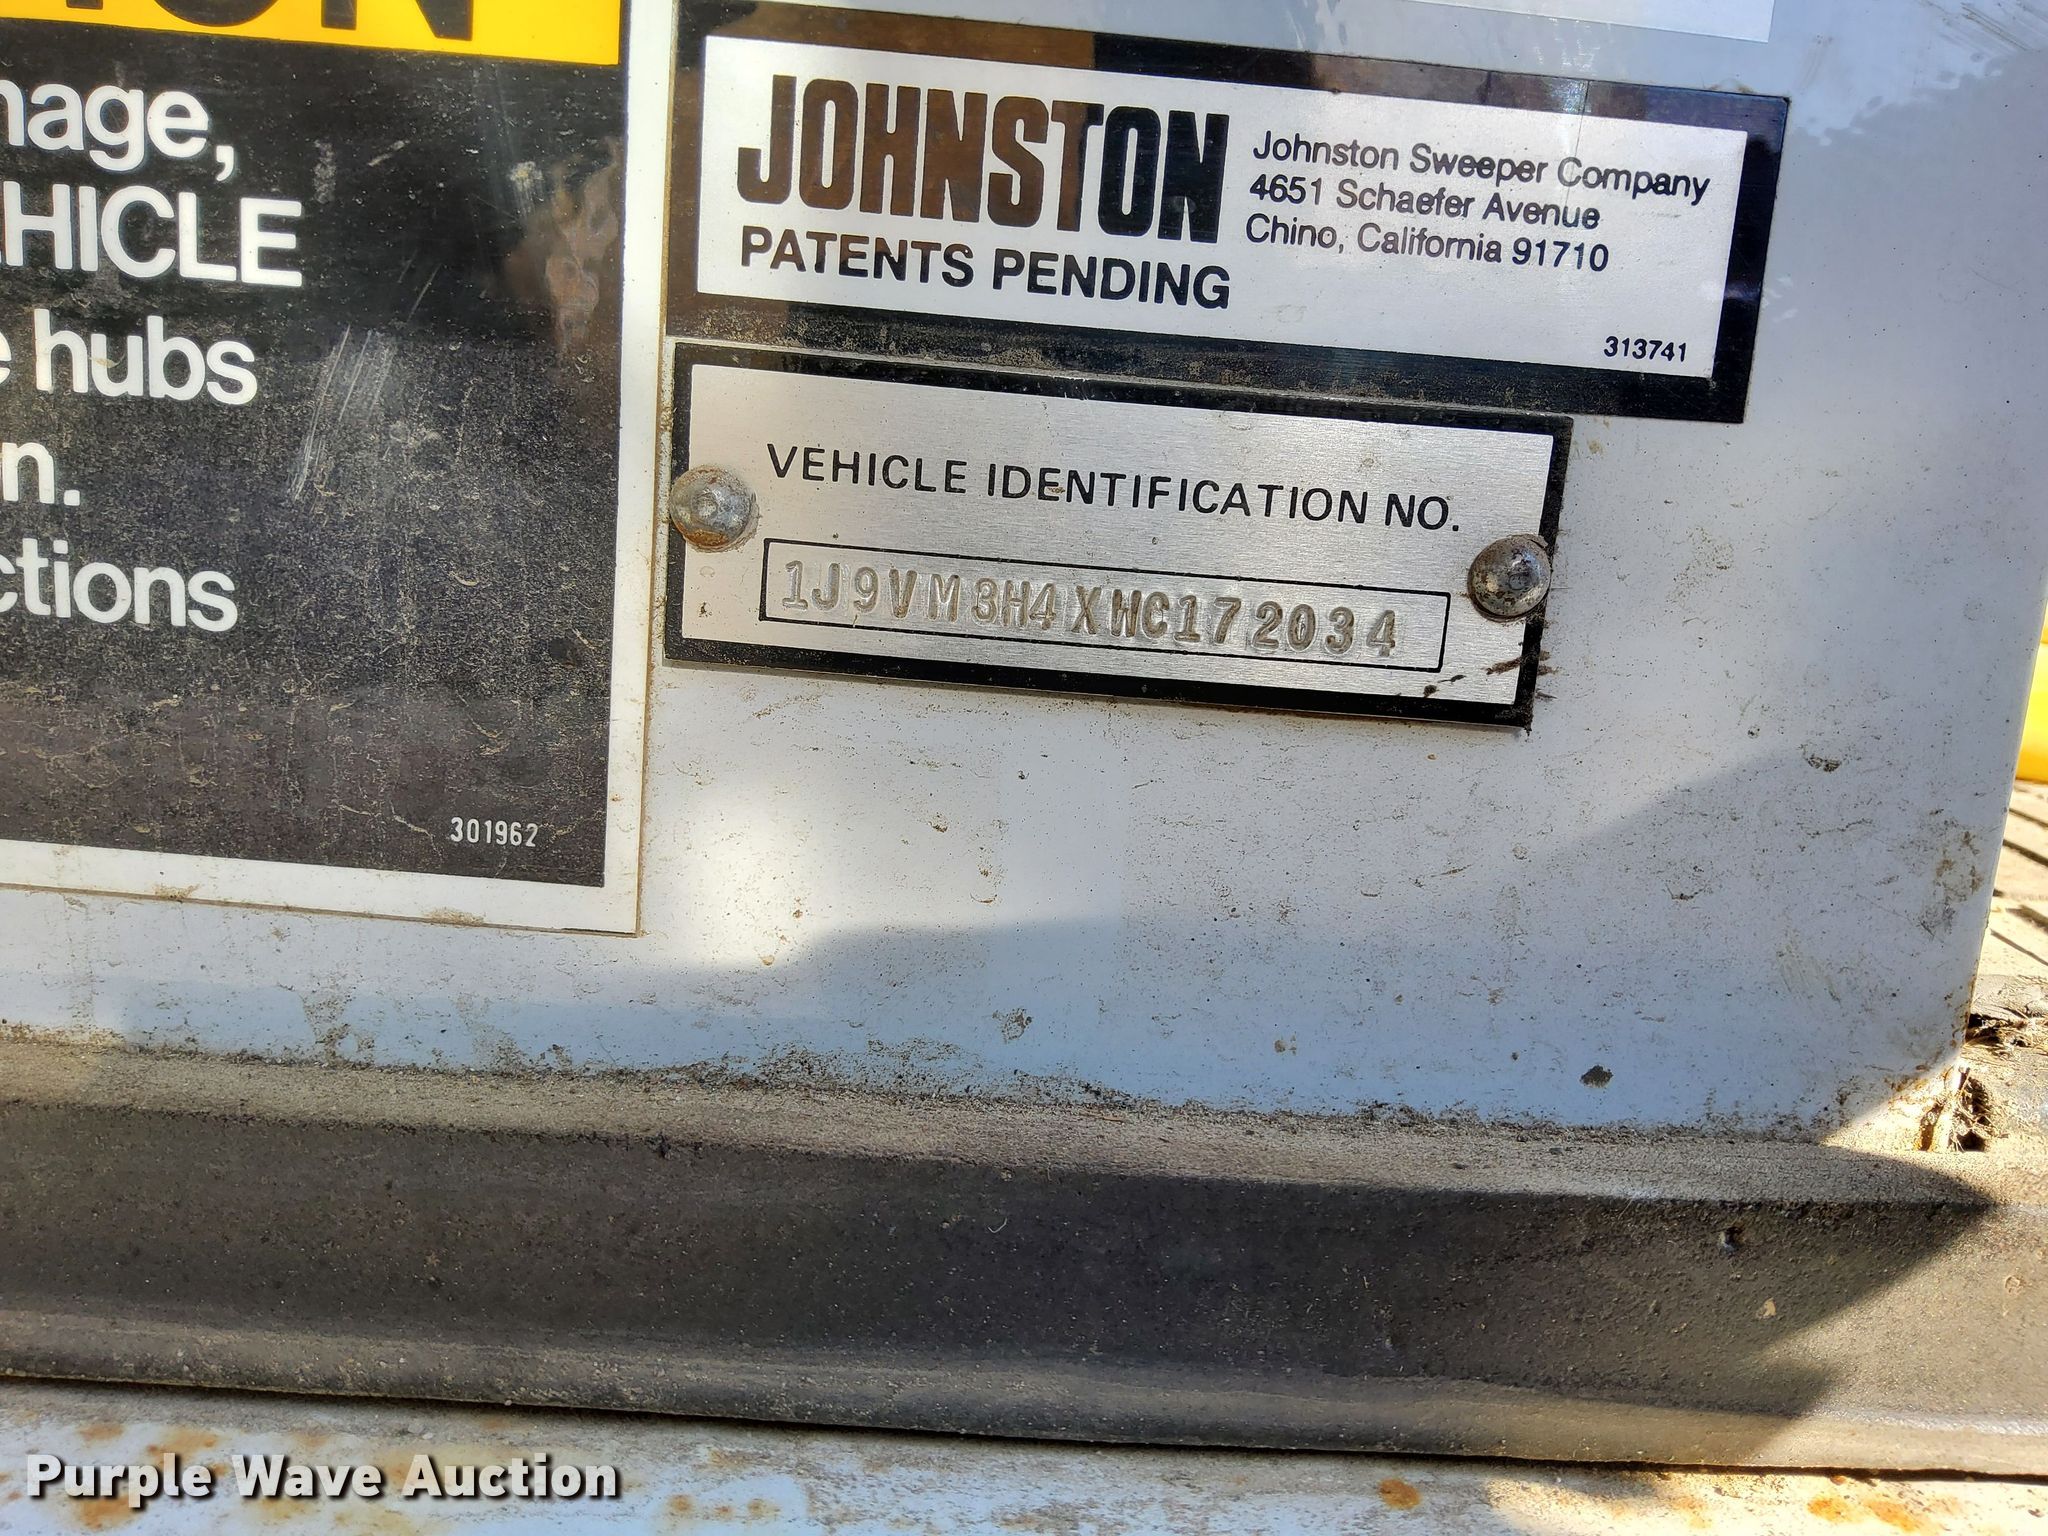 nage,
EHICLE
e hubs
n.
ctions
301962
JOHNSTON
PATENTS PENDING
Johnston Sweeper Company
4651 Schaefer Avenue
Chino, California 91710
313741
VEHICLE IDENTIFICATION NO.
1J9VM3H4XWC172034
Purple Wave Auction